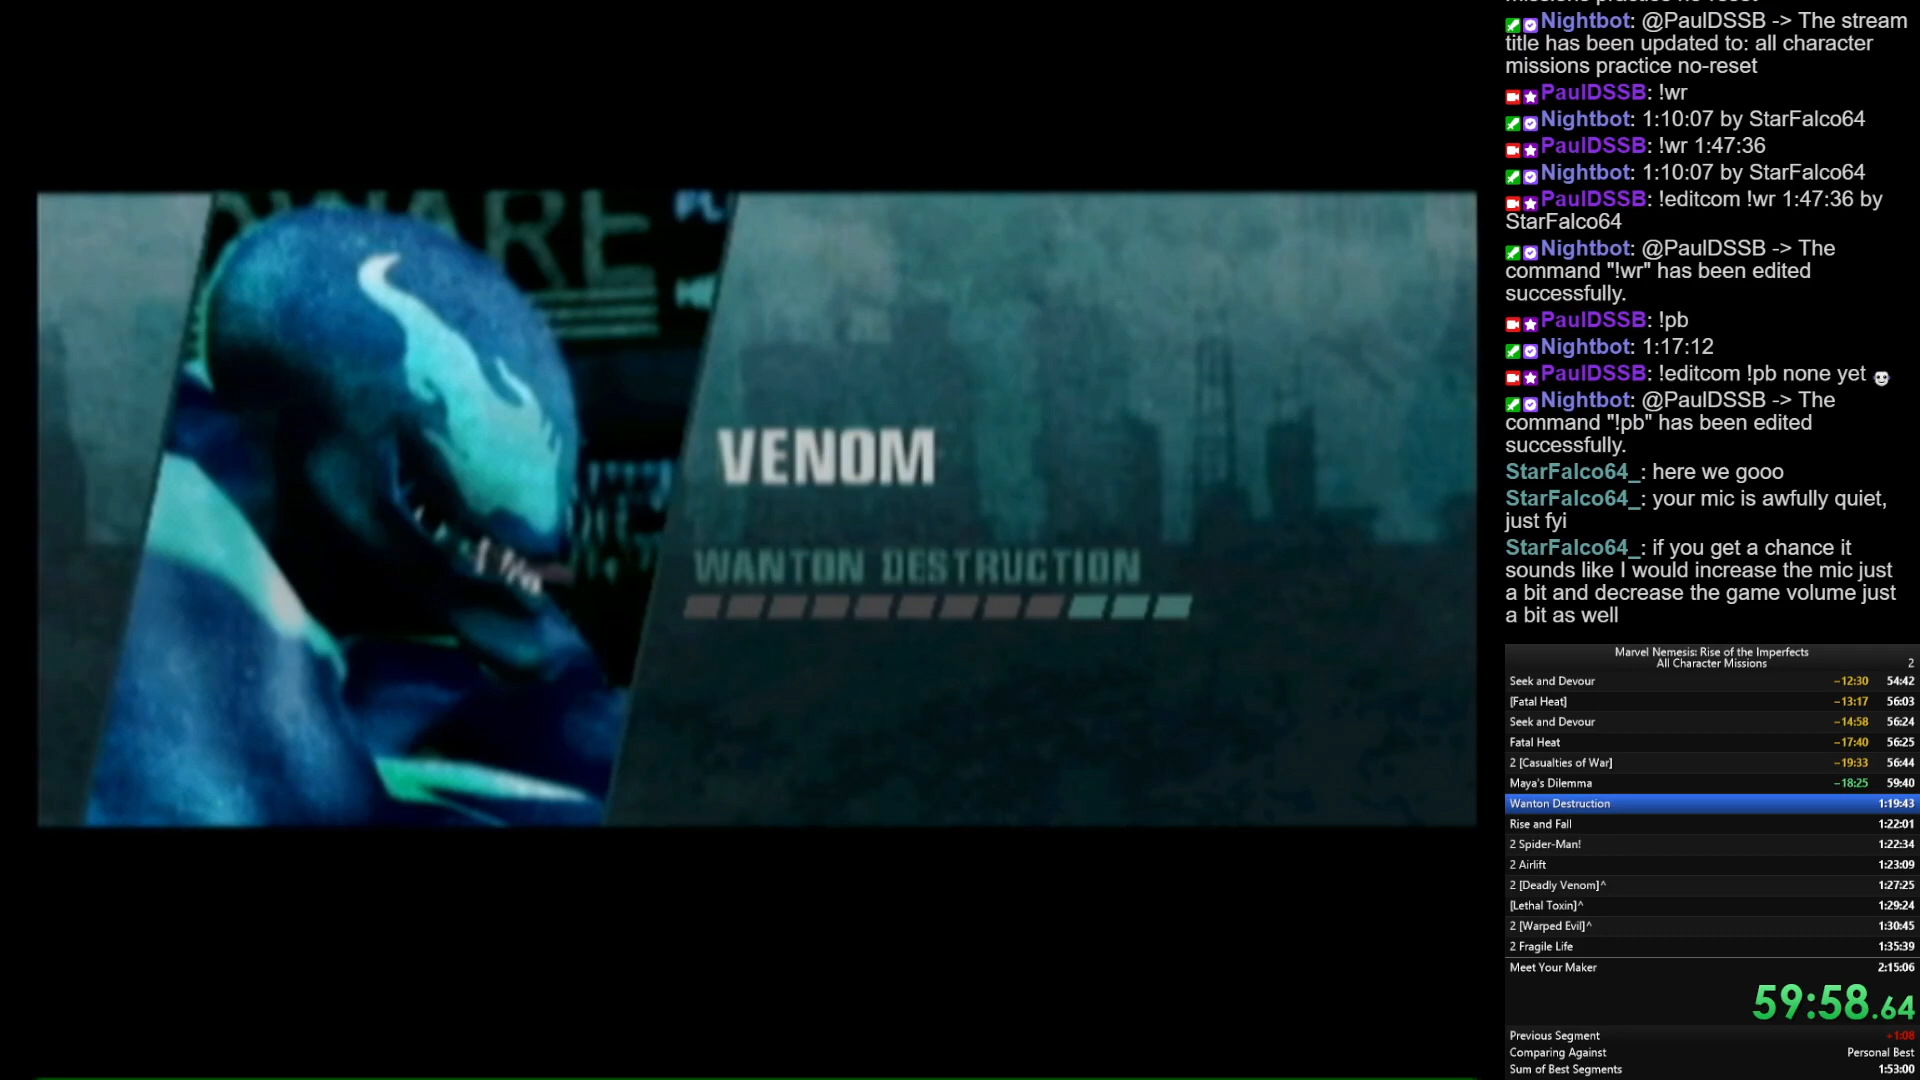 VENOM
WANTON DESTRUCTION
missions practice no-reset
Nightbot: @PaulDSSB -> The stream
title has been updated to: all character
missions practice no-reset
PaulDSSB: !wr
Nightbot: 1:10:07 by StarFalco64
PaulDSSB: !wr 1:47:36
Nightbot: 1:10:07 by StarFalco64
PaulDSSB: !editcom !wr 1:47:36 by
StarFalco64
Nightbot: @PaulDSSB -> The
command "!wr" has been edited
successfully.
PaulDSSB: !pb
Nightbot: 1:17:12
PaulDSSB: !editcom !pb none yet
Nightbot: @PaulDSSB -> The
command "!pb" has been edited
successfully.
StarFalco64_: here we gooo
StarFalco64_: your mic is awfully quiet,
just fyi
StarFalco64_: if you get a chance it
sounds like I would increase the mic just
a bit and decrease the game volume just
a bit as well
Marvel Nemesis: Rise of the Imperfects
All Character Missions 2
Seek and Devour -12:30 54:42
[Fatal Heat] -13:17 56:03
Seek and Devour -14:58 56:24
Fatal Heat -17:40 56:25
2 [Casualties of War] -19:33 56:44
Maya's Dilemma -18:25 59:40
Wanton Destruction 1:19:43
Rise and Fall 1:22:01
2 Spider-Man! 1:22:34
2 Airlift 1:23:09
2 [Deadly Venom]^ 1:27:25
[Lethal Toxin]^ 1:29:24
2 [Warped Evil]^ 1:30:45
2 Fragile Life 1:35:39
Meet Your Maker 2:15:06
59:58.64
Previous Segment +1:08
Comparing Against Personal Best
Sum of Best Segments 1:53:00